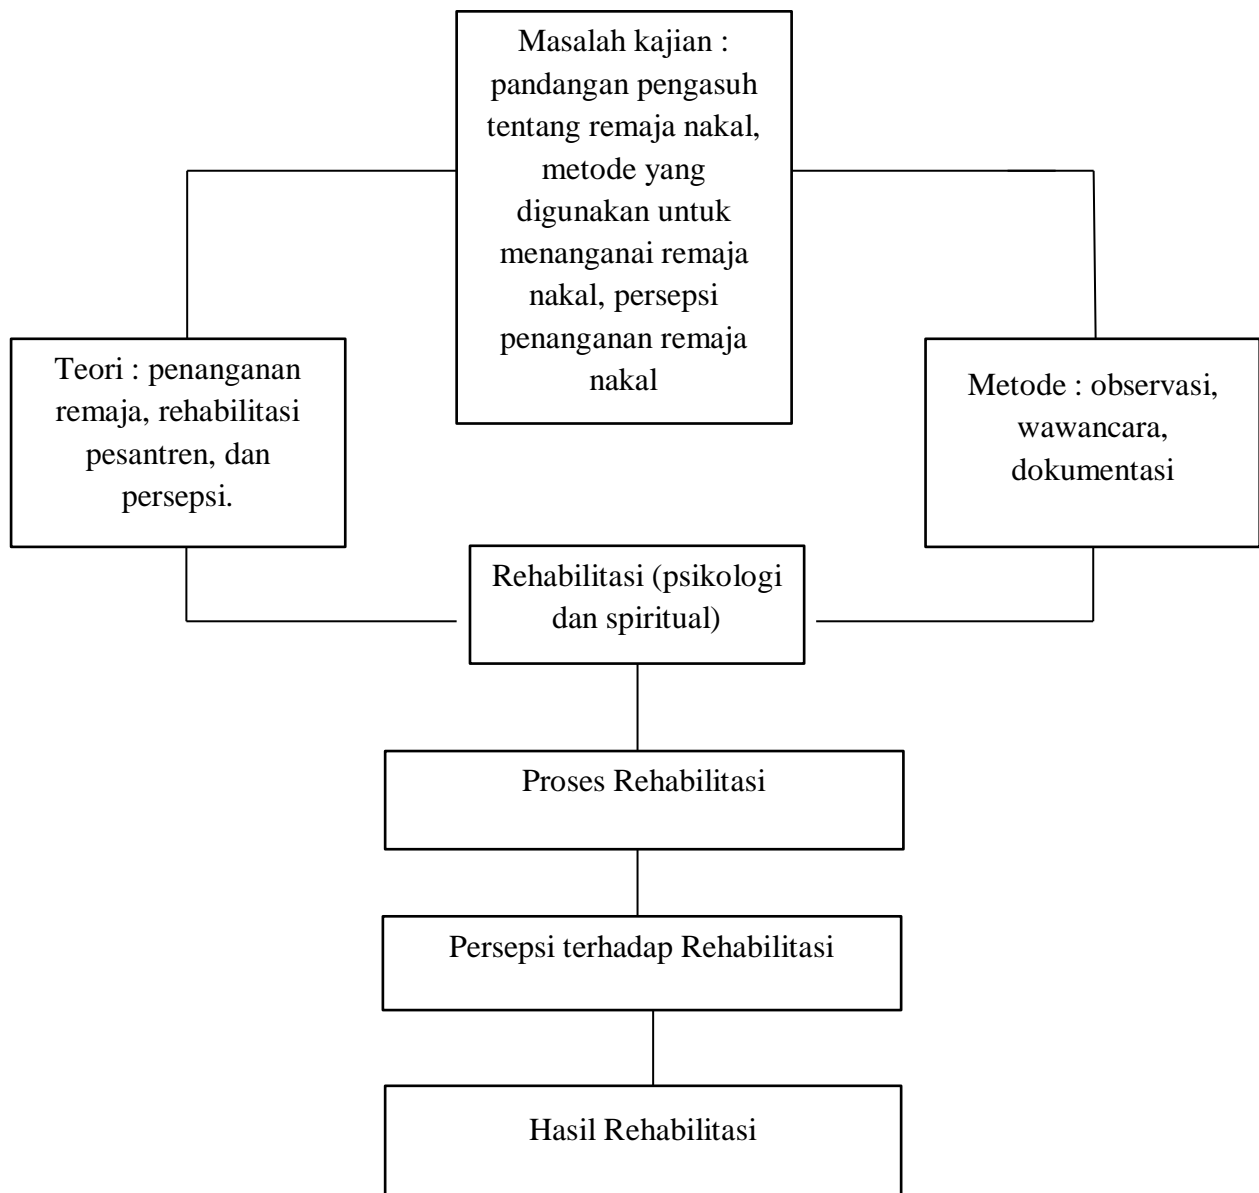 Masalah kajian :
pandangan pengasuh
tentang remaja nakal,
metode yang
digunakan untuk
menanganai remaja
nakal, persepsi
penanganan remaja
nakal
Teori : penanganan
remaja, rehabilitasi
pesantren, dan
persepsi.
Metode : observasi,
wawancara,
dokumentasi
Rehabilitasi (psikologi
dan spiritual)
Proses Rehabilitasi
Persepsi terhadap Rehabilitasi
Hasil Rehabilitasi